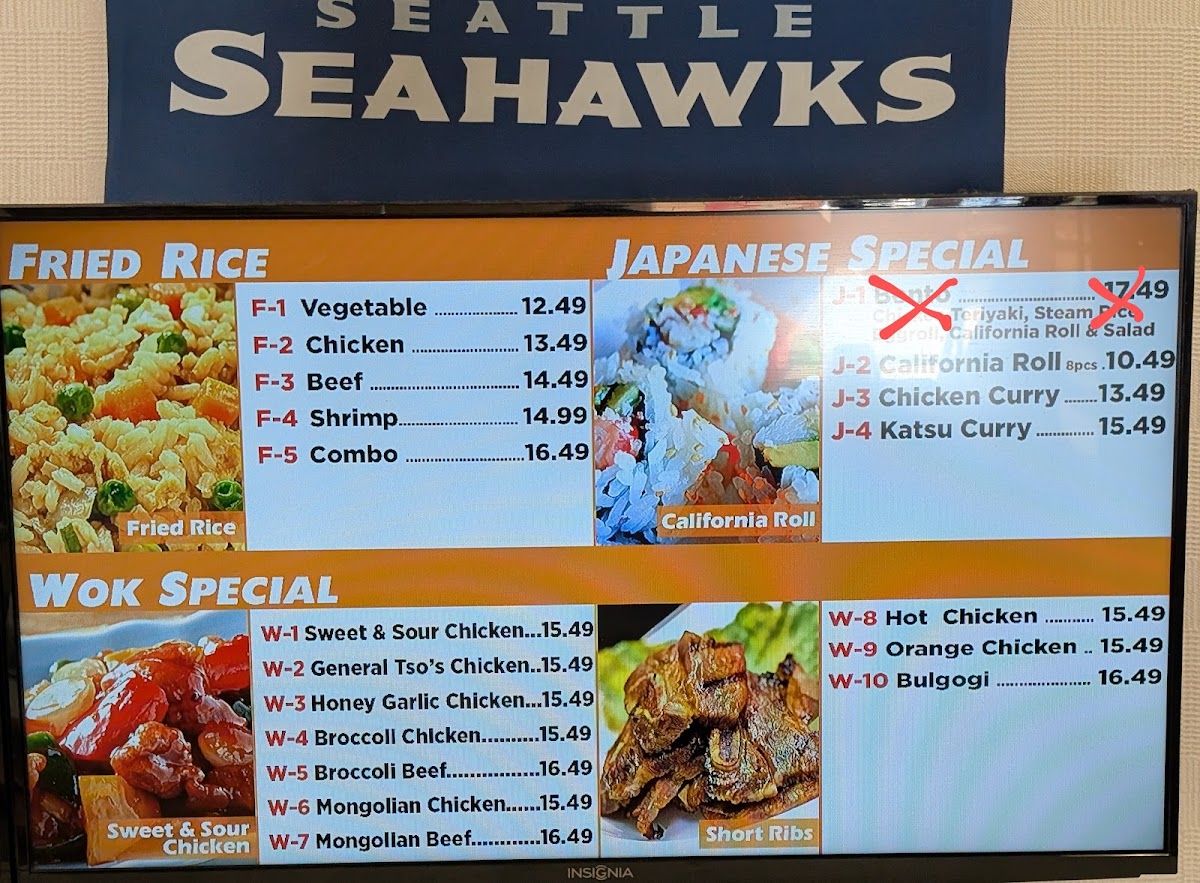 SEATTLE
SEAHAWKS
FRIED RICE
F-1 Vegetable .................. 12.49
F-2 Chicken ....................... 13.49
F-3 Beef ................................ 14.49
F-4 Shrimp.......................... 14.99
F-5 Combo .........................16.49
Fried Rice
JAPANESE SPECIAL
J-1 Bento .............................. 17.49
Teriyaki, Steam Rice
Eggroll, California Roll & Salad
J-2 California Roll 8pcs .10.49
J-3 Chicken Curry .......13.49
J-4 Katsu Curry ............15.49
California Roll
WOK SPECIAL
W-1 Sweet & Sour Chicken...15.49
W-2 General Tso's Chicken..15.49
W-3 Honey Garlic Chicken...15.49
W-4 Broccoli Chicken..........15.49
W-5 Broccoli Beef.................16.49
W-6 Mongolian Chicken......15.49
W-7 Mongolian Beef.............16.49
Sweet & Sour
Chicken
W-8 Hot Chicken ........... 15.49
W-9 Orange Chicken .. 15.49
W-10 Bulgogi ..................... 16.49
Short Ribs
INSIGNIA